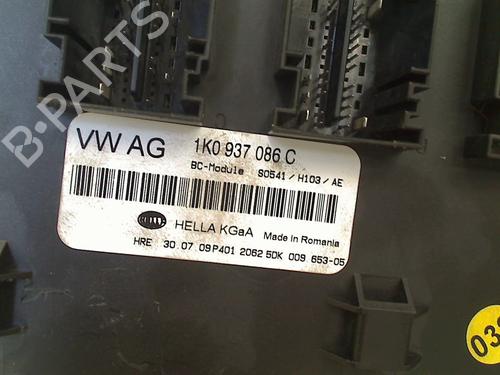 B-PARTS
VW AG 1K0 937 086 C
BC-Module S0541 / H103 / AE
HELLA
HELLA KGaA Made in Romania
HRE 30.07 09P401 2062 5DK 009 653-05